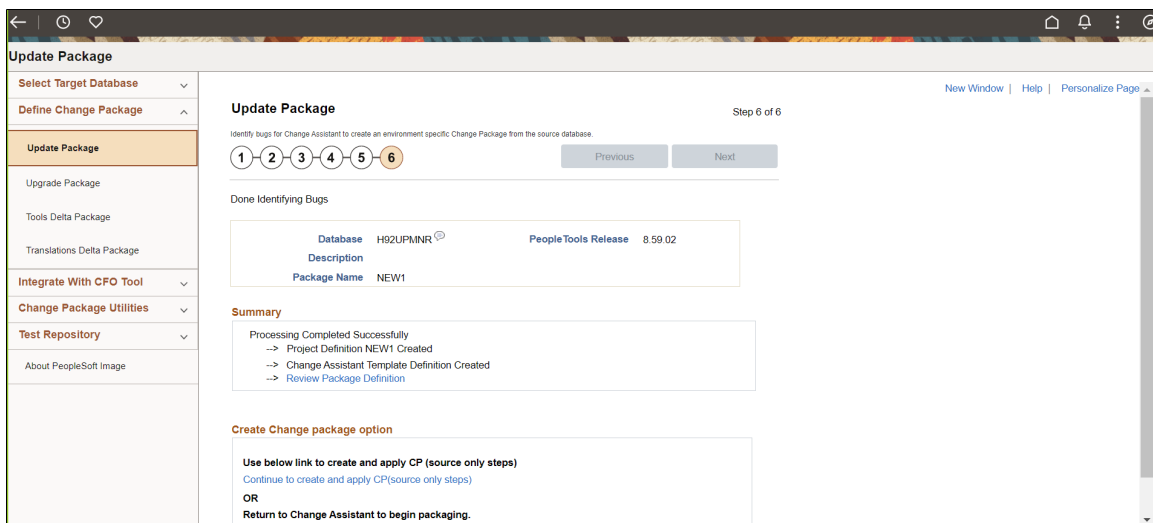 Update Package
Select Target Database
Define Change Package
Update Package
Upgrade Package
Tools Delta Package
Translations Delta Package
Integrate With CFO Tool
Change Package Utilities
Test Repository
About PeopleSoft Image
New Window | Help | Personalize Page
Update Package
Step 6 of 6
Identify bugs for Change Assistant to create an environment specific Change Package from the source database.
1 2 3 4 5 6
Previous Next
Done Identifying Bugs
Database H92UPMNR PeopleTools Release 8.59.02
Description
Package Name NEW1
Summary
Processing Completed Successfully
--> Project Definition NEW1 Created
--> Change Assistant Template Definition Created
--> Review Package Definition
Create Change package option
Use below link to create and apply CP (source only steps)
Continue to create and apply CP(source only steps)
OR
Return to Change Assistant to begin packaging.